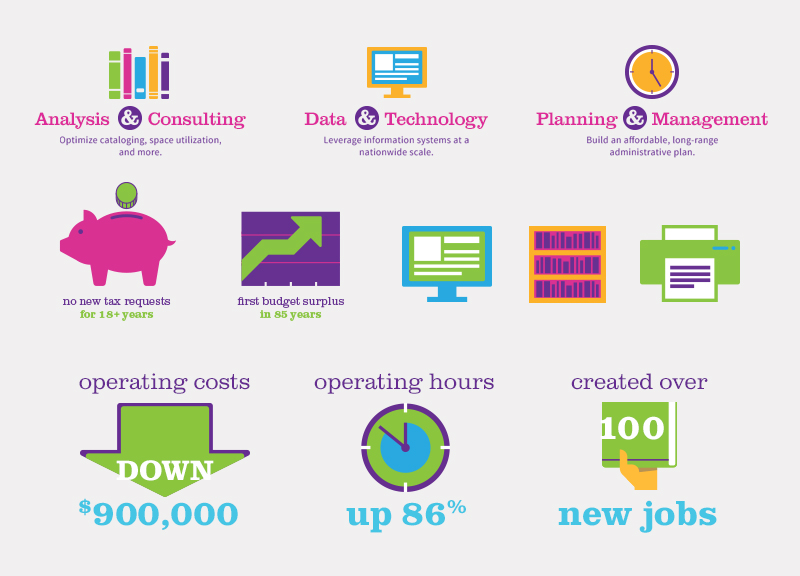 Analysis & Consulting
Optimize cataloging, space utilization,
and more.
Data & Technology
Leverage information systems at a
nationwide scale.
Planning & Management
Build an affordable, long-range
administrative plan.
no new tax requests
for 18+ years
first budget surplus
in 85 years
operating costs
DOWN
$900,000
operating hours
up 86%
created over
100
new jobs